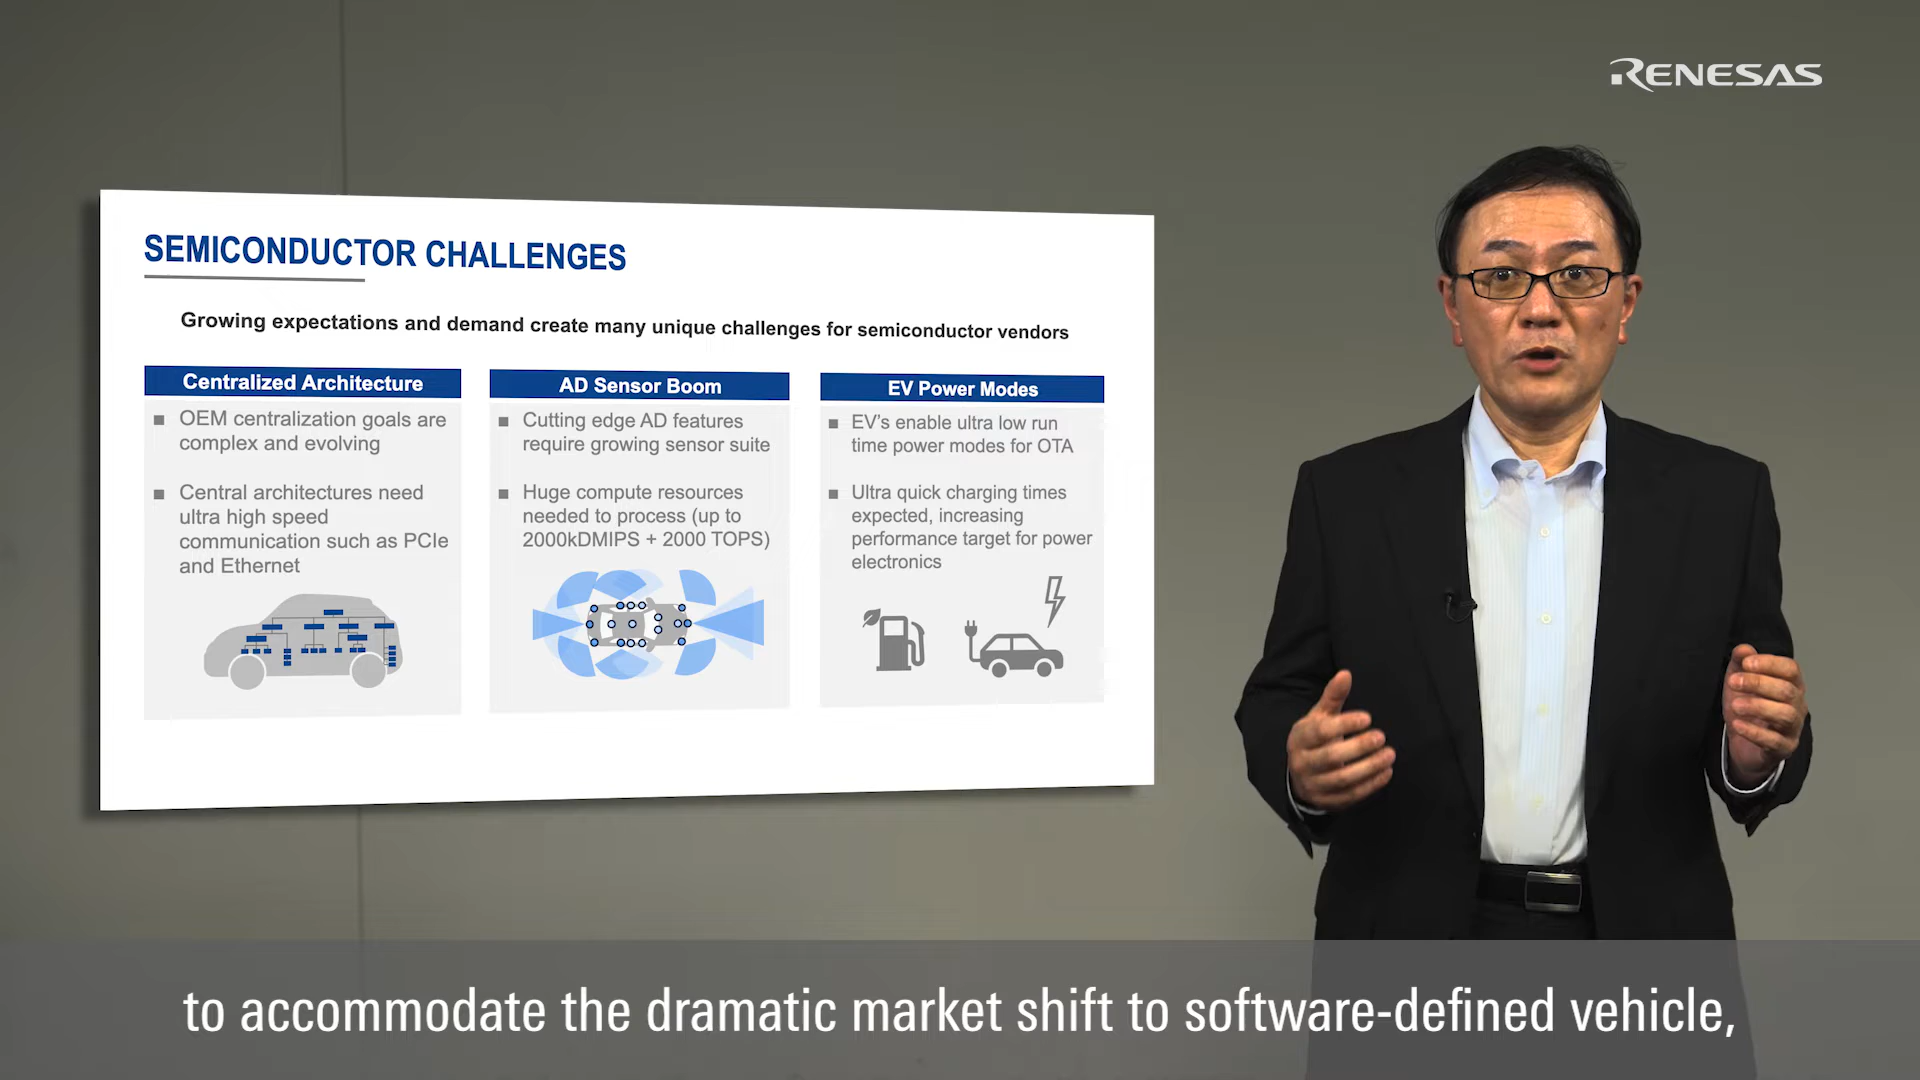 RENESAS
SEMICONDUCTOR CHALLENGES
Growing expectations and demand create many unique challenges for semiconductor vendors
Centralized Architecture
■ OEM centralization goals are
complex and evolving
■ Central architectures need
ultra high speed
communication such as PCIe
and Ethernet
AD Sensor Boom
■ Cutting edge AD features
require growing sensor suite
■ Huge compute resources
needed to process (up to
2000kDMIPS + 2000 TOPS)
EV Power Modes
■ EV's enable ultra low run
time power modes for OTA
■ Ultra quick charging times
expected, increasing
performance target for power
electronics
to accommodate the dramatic market shift to software-defined vehicle,